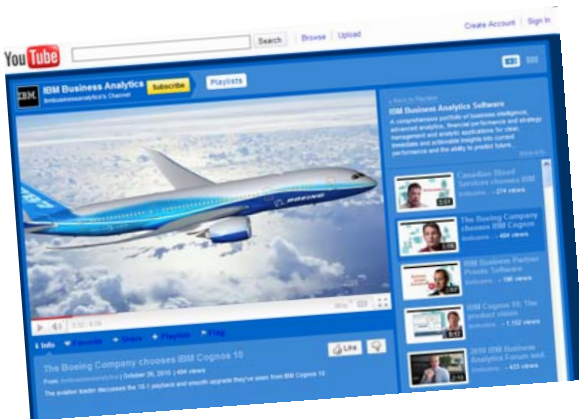 You Tube
Search Browse Upload
Create Account Sign In
IBM
IBM Business Analytics
ibmbusinessanalytics's Channel
Subscribe
Playlists
IBM Business Analytics Software
A comprehensive portfolio of business intelligence,
advanced analytics, financial performance and strategy
management and analytic applications for clear,
immediate and actionable insights into current
performance and the ability to predict future
BOEING
Canadian Blood
Services chooses IBM
274 views
The Boeing Company
chooses IBM Cognos
494 views
IBM Business Partner
Software
IBM Cognos 10. The
product vision
1,152 views
2010 IBM Business
Analytics Forum and
433 views
Info Favorite Share Playlists Flag
The Boeing Company chooses IBM Cognos 10
From: ibmbusinessanalytics | October 26, 2010 | 494 views
The aviation leader discusses the 10-1 payback and smooth upgrade they've seen from IBM Cognos 10
Like